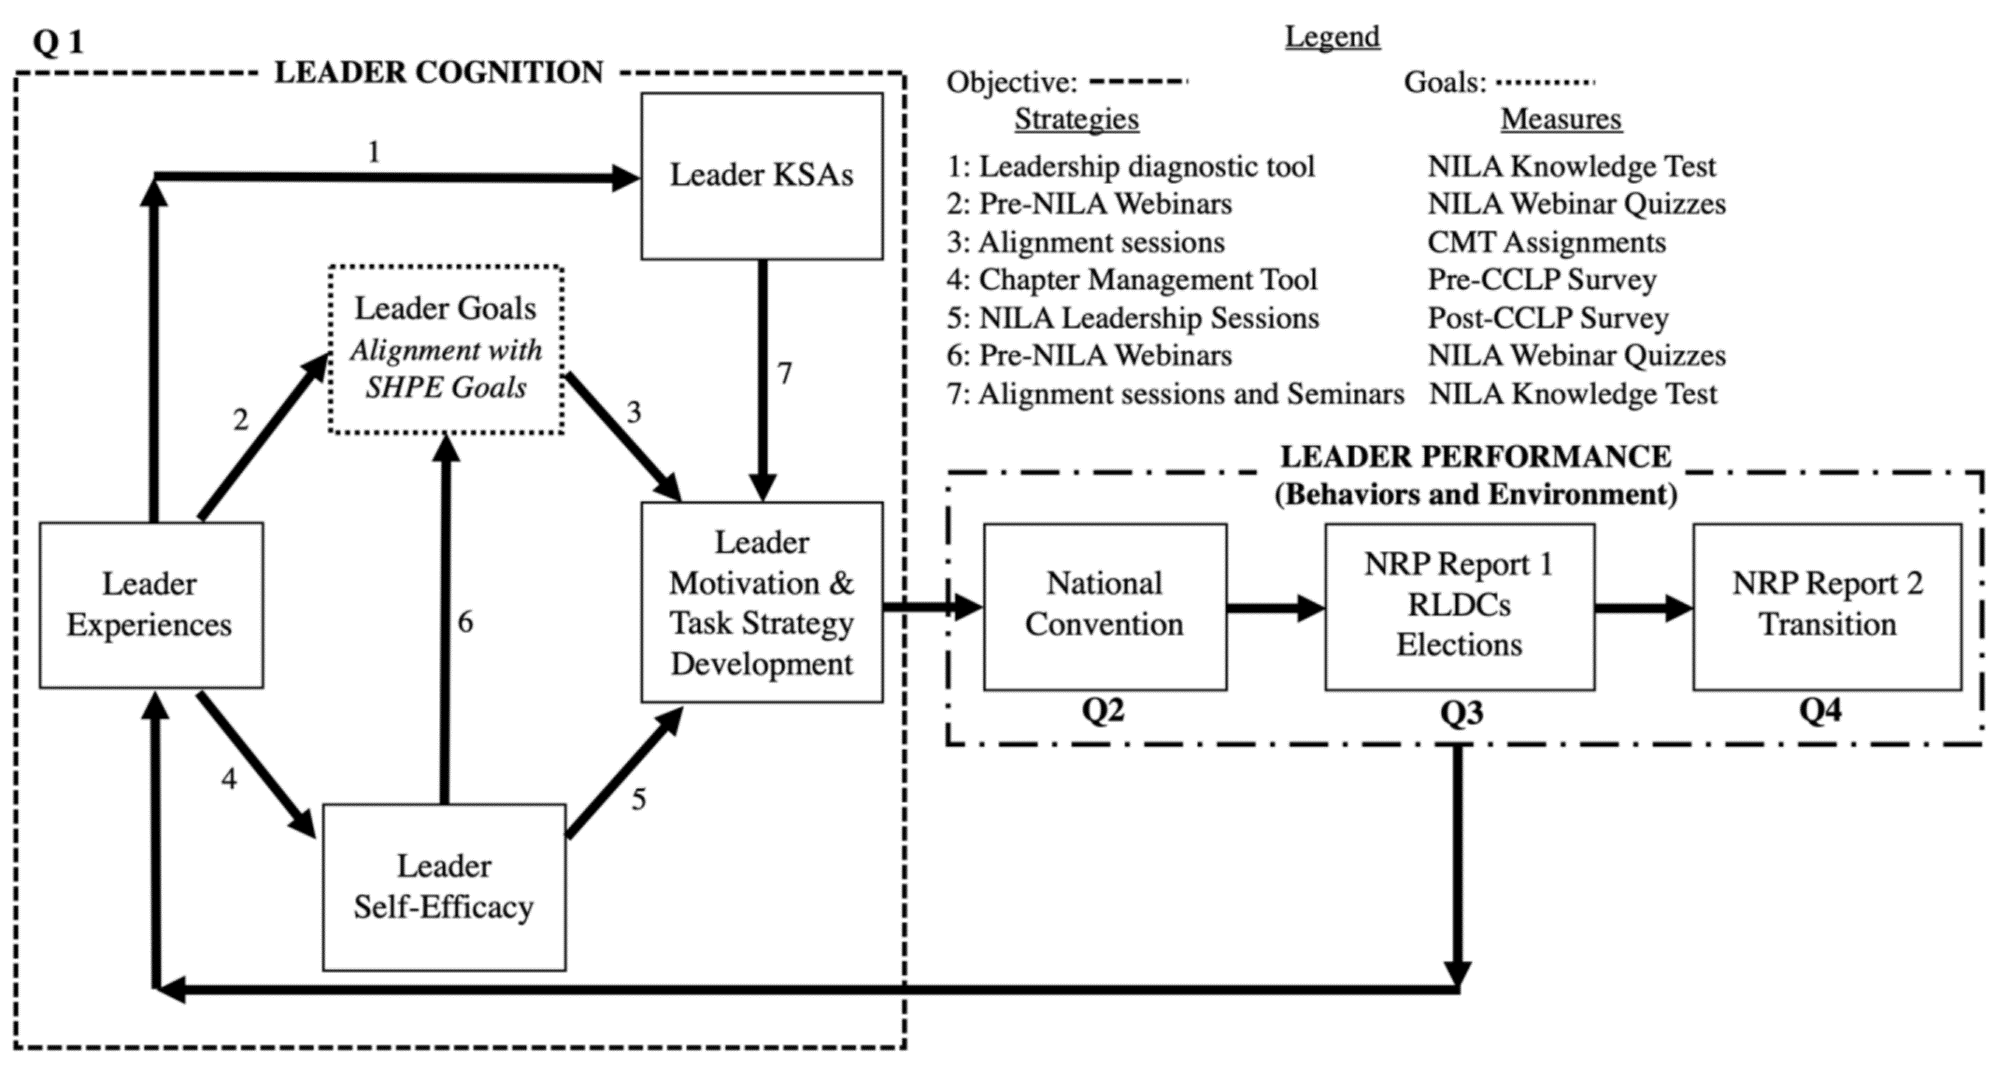 Q 1
LEADER COGNITION
1
Leader KSAs
Leader Goals
Alignment with
SHPE Goals
2
3
7
Leader
Experiences
6
Leader
Motivation &
Task Strategy
Development
4
5
Leader
Self-Efficacy
Legend
Objective:
Goals:
Strategies
Measures
1: Leadership diagnostic tool NILA Knowledge Test
2: Pre-NILA Webinars NILA Webinar Quizzes
3: Alignment sessions CMT Assignments
4: Chapter Management Tool Pre-CCLP Survey
5: NILA Leadership Sessions Post-CCLP Survey
6: Pre-NILA Webinars NILA Webinar Quizzes
7: Alignment sessions and Seminars NILA Knowledge Test
LEADER PERFORMANCE
(Behaviors and Environment)
National
Convention
Q2
NRP Report 1
RLDCs
Elections
Q3
NRP Report 2
Transition
Q4